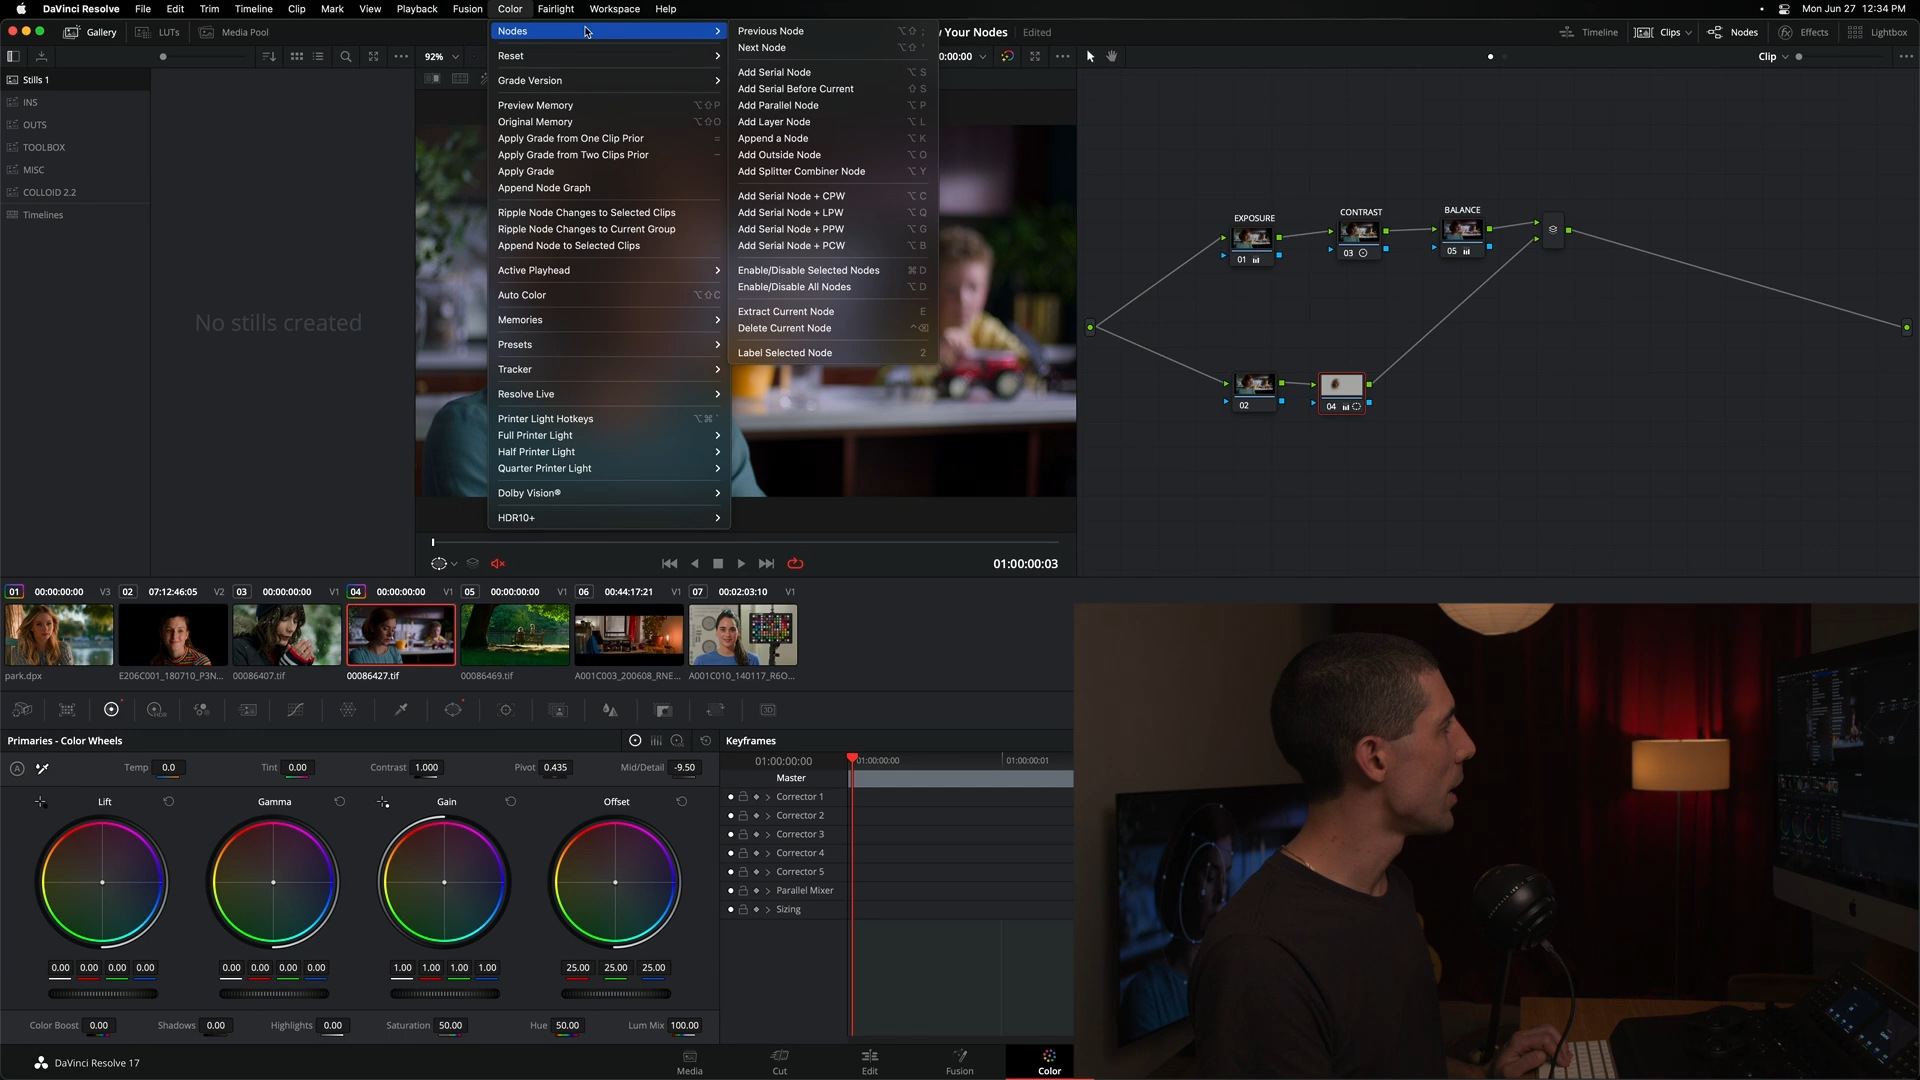 DaVinci Resolve File Edit Trim Timeline Clip Mark View Playback Fusion Color Fairlight Workspace Help Mon Jun 27 12:34 PM
Gallery LUTs Media Pool
y Your Nodes Edited
Timeline Clips Nodes Effects Lightbox
92%
0:00:00
Clip
Stills 1
INS
OUTS
TOOLBOX
MISC
COLLOID 2.2
Timelines
No stills created
Nodes
Reset
Grade Version
Preview Memory ⌥⇧P
Original Memory ⌥⇧O
Apply Grade from One Clip Prior =
Apply Grade from Two Clips Prior -
Apply Grade
Append Node Graph
Ripple Node Changes to Selected Clips
Ripple Node Changes to Current Group
Append Node to Selected Clips
Active Playhead
Auto Color ⌥⇧C
Memories
Presets
Tracker
Resolve Live
Printer Light Hotkeys ⌥⌘`
Full Printer Light
Half Printer Light
Quarter Printer Light
Dolby Vision®
HDR10+
Previous Node ⌥⇧;
Next Node ⌥⇧'
Add Serial Node ⌥S
Add Serial Before Current ⇧S
Add Parallel Node ⌥P
Add Layer Node ⌥L
Append a Node ⌥K
Add Outside Node ⌥O
Add Splitter Combiner Node ⌥Y
Add Serial Node + CPW ⌥C
Add Serial Node + LPW ⌥Q
Add Serial Node + PPW ⌥G
Add Serial Node + PCW ⌥B
Enable/Disable Selected Nodes ⌘D
Enable/Disable All Nodes ⌥D
Extract Current Node E
Delete Current Node ^⌫
Label Selected Node 2
EXPOSURE CONTRAST BALANCE
01 03 05
02 04
01:00:00:03
01 00:00:00:00 V3 02 07:12:46:05 V2 03 00:00:00:00 V1 04 00:00:00:00 V1 05 00:00:00:00 V1 06 00:44:17:21 V1 07 00:02:03:10 V1
park.dpx E206C001_180710_P3N... 00086407.tif 00086427.tif 00086469.tif A001C003_200608_RNE... A001C010_140117_R6O...
HDR
3D
Primaries - Color Wheels
A Temp 0.0 Tint 0.00 Contrast 1.000 Pivot 0.435 Mid/Detail -9.50
Lift Gamma Gain Offset
0.00 0.00 0.00 0.00 0.00 0.00 0.00 0.00 1.00 1.00 1.00 1.00 25.00 25.00 25.00
Color Boost 0.00 Shadows 0.00 Highlights 0.00 Saturation 50.00 Hue 50.00 Lum Mix 100.00
Keyframes
01:00:00:00 01:00:00:00 01:00:00:01
Master
Corrector 1
Corrector 2
Corrector 3
Corrector 4
Corrector 5
Parallel Mixer
Sizing
DaVinci Resolve 17
Media Cut Edit Fusion Color